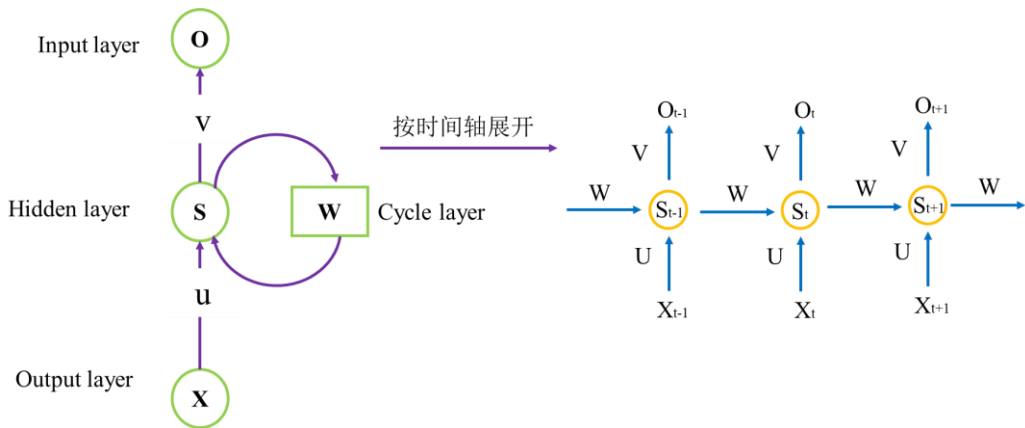 Input layer
O
v
Hidden layer
S
W
Cycle layer
u
Output layer
X
按时间轴展开
Ot-1
Ot
Ot+1
V
V
V
W
St-1
W
St
W
St+1
W
U
U
U
Xt-1
Xt
Xt+1